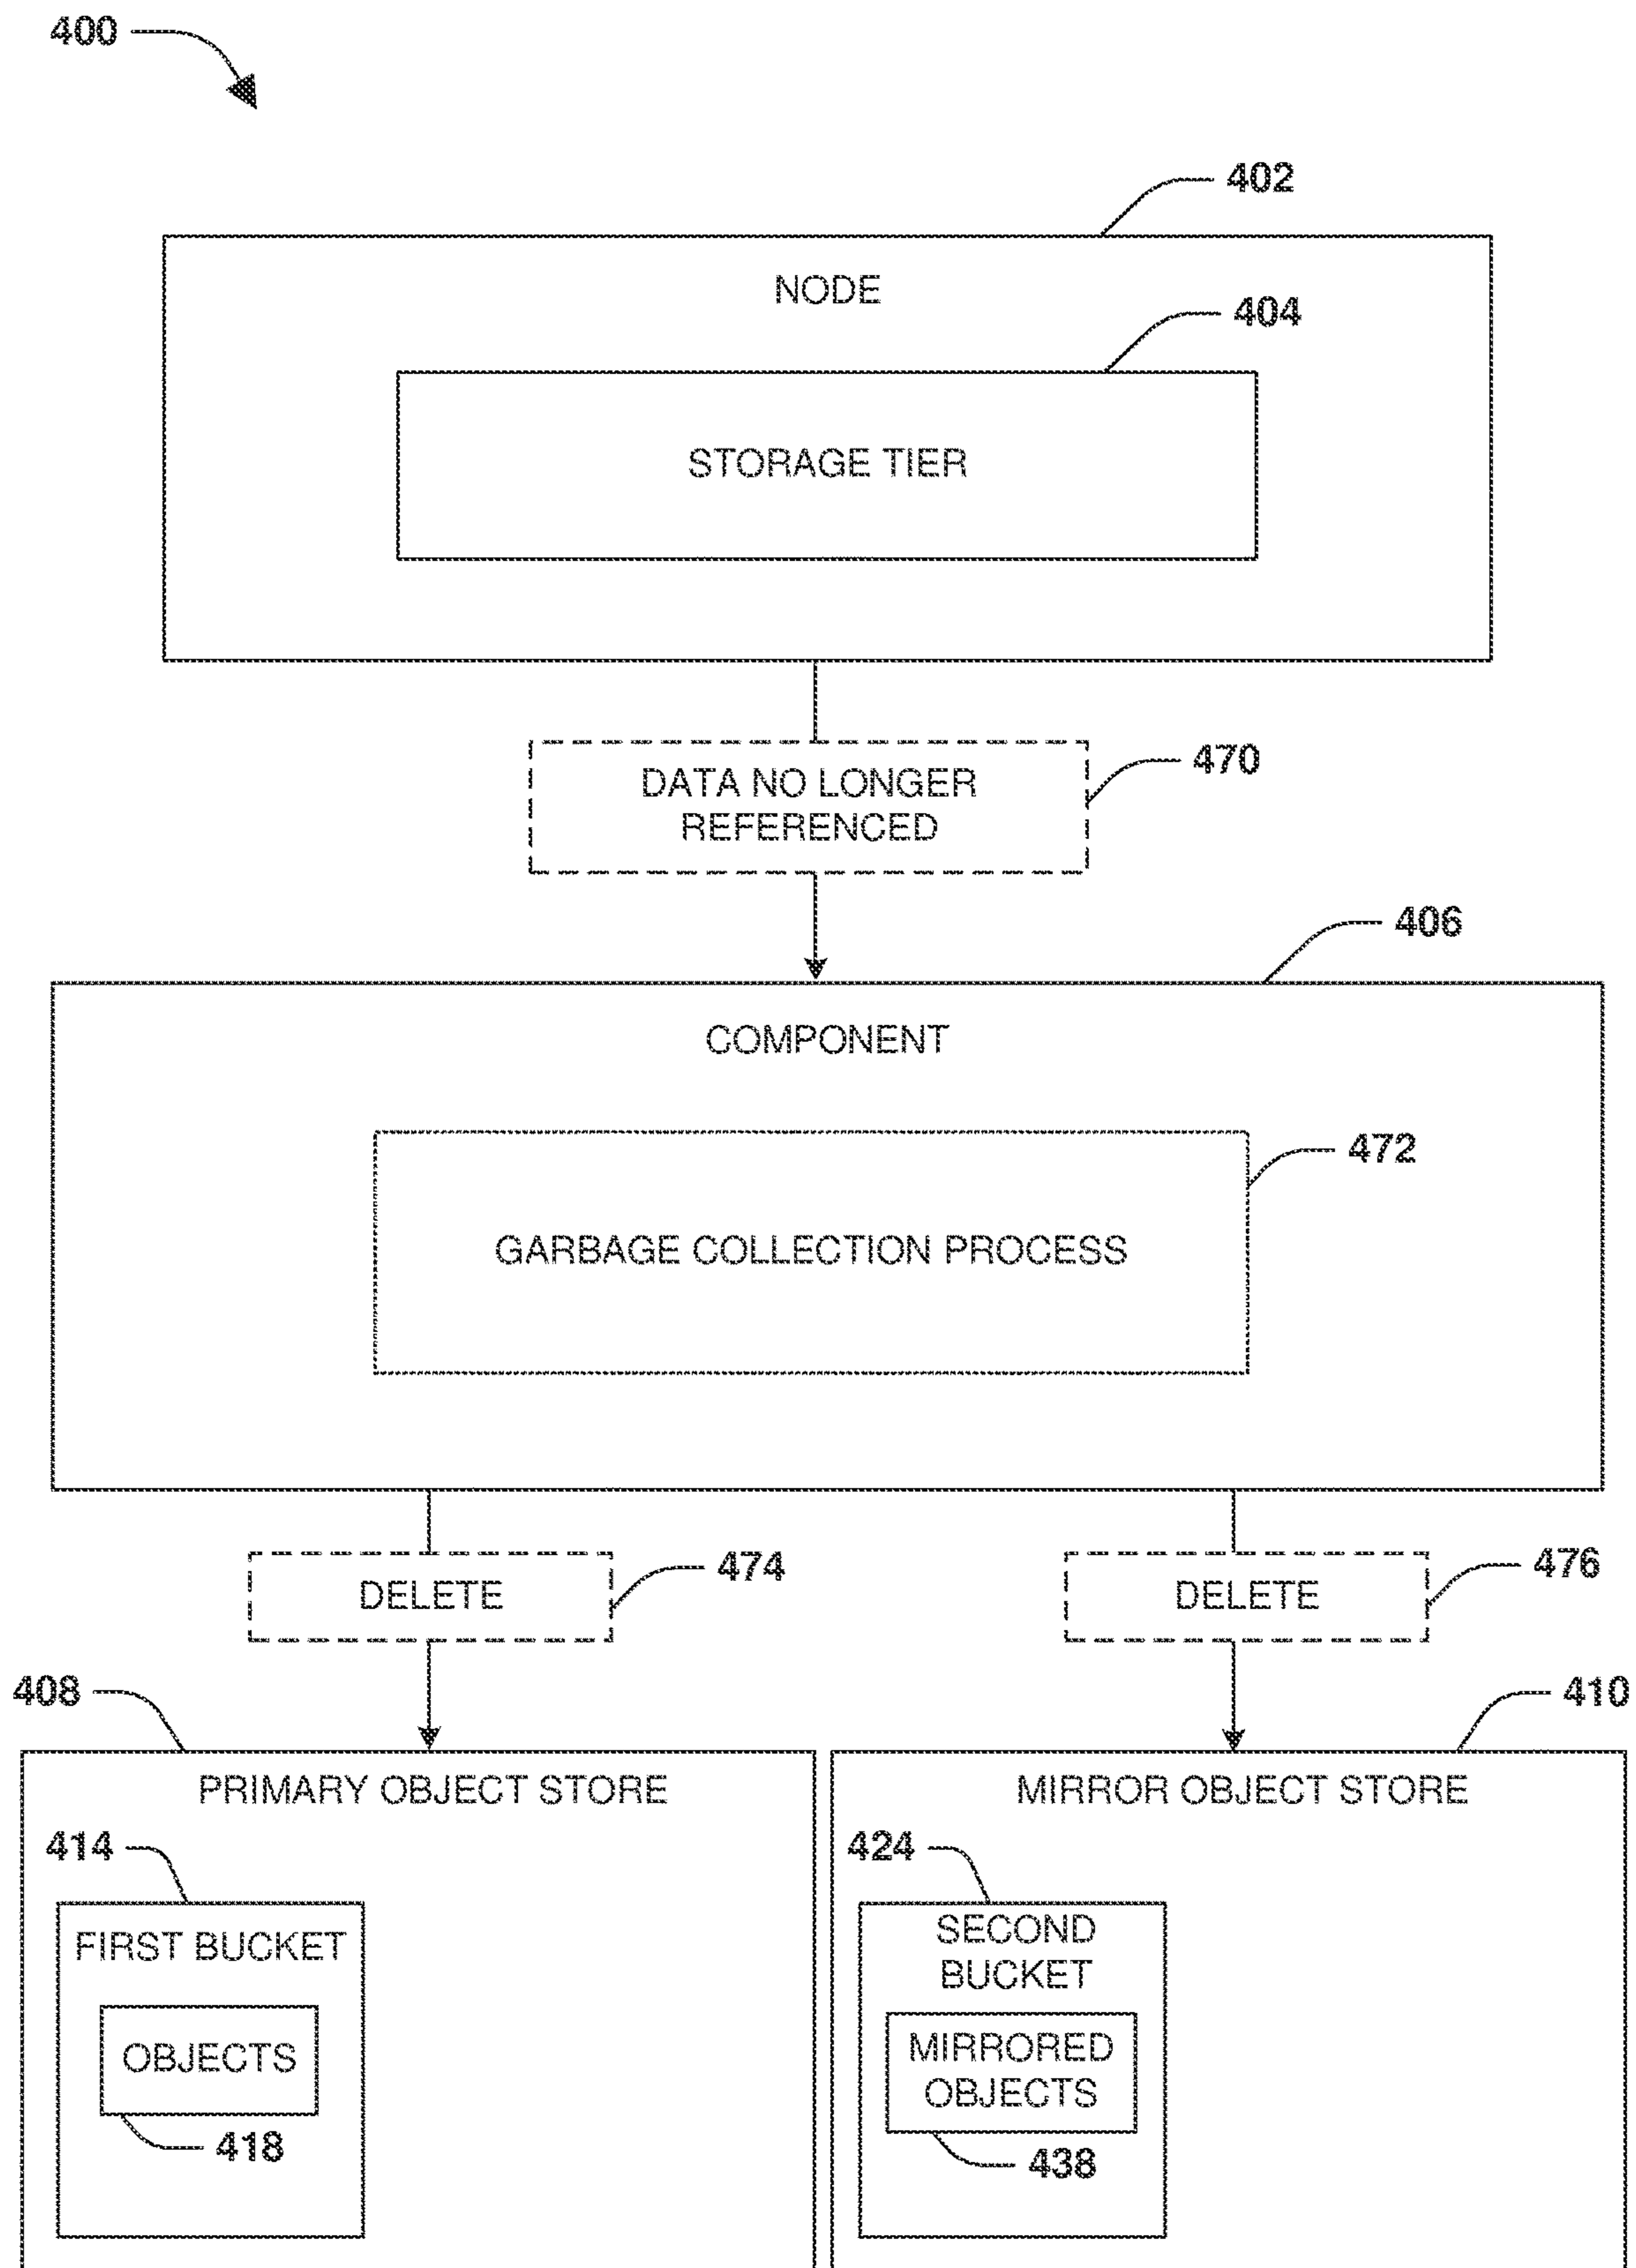 400
402
NODE
404
STORAGE TIER
DATA NO LONGER
REFERENCED
470
406
COMPONENT
472
GARBAGE COLLECTION PROCESS
DELETE
474
DELETE
476
408
410
PRIMARY OBJECT STORE
MIRROR OBJECT STORE
414
424
FIRST BUCKET
SECOND
BUCKET
OBJECTS
MIRRORED
OBJECTS
418
438